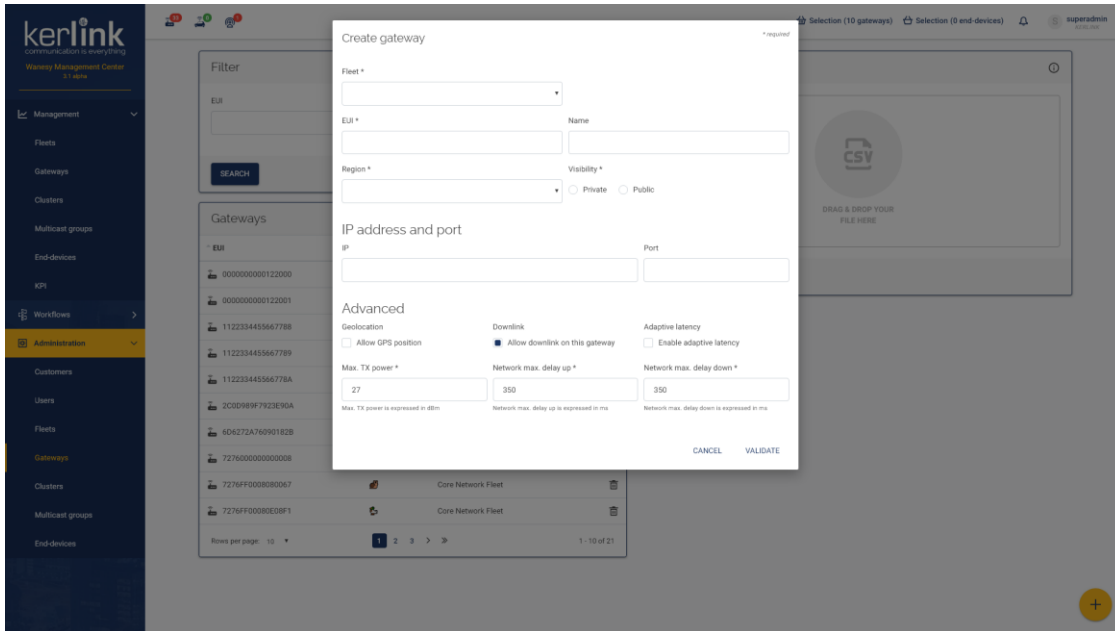 kerlink
communication is everything
Wanesy Management Center
5.1 alpha
Management
Fleets
Gateways
Clusters
Multicast groups
End-devices
KPI
Workflows
Administration
Customers
Users
Fleets
Gateways
Clusters
Multicast groups
End-devices
Selection (10 gateways) Selection (0 end-devices) superadmin
Filter
EUI
SEARCH
Gateways
EUI
0000000000122000
0000000000122001
1122334455667788
1122334455667789
112233445566778A
2C0D989F7923E90A
6D6272A76090182B
7276000000000008
7276FF0008080067 Core Network Fleet
7276FF00080E08F1 Core Network Fleet
Rows per page: 10 1 2 3 > ≫ 1 - 10 of 21
CSV
DRAG & DROP YOUR
FILE HERE
Create gateway * required
Fleet *
EUI * Name
Region * Visibility *
Private Public
IP address and port
IP Port
Advanced
Geolocation Downlink Adaptive latency
Allow GPS position Allow downlink on this gateway Enable adaptive latency
Max. TX power * Network max. delay up * Network max. delay down *
27 350 350
Max. TX power is expressed in dBm Network max. delay up is expressed in ms Network max. delay down is expressed in ms
CANCEL VALIDATE